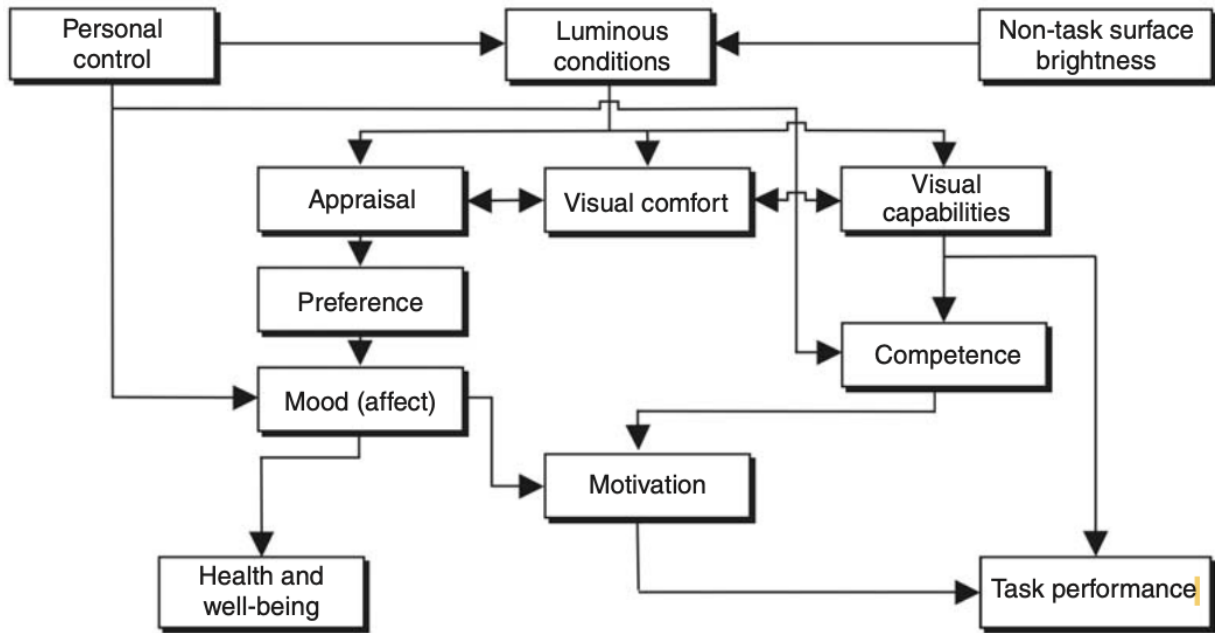 Personal
control
Luminous
conditions
Non-task surface
brightness
Appraisal
Visual comfort
Visual
capabilities
Preference
Competence
Mood (affect)
Motivation
Health and
well-being
Task performance